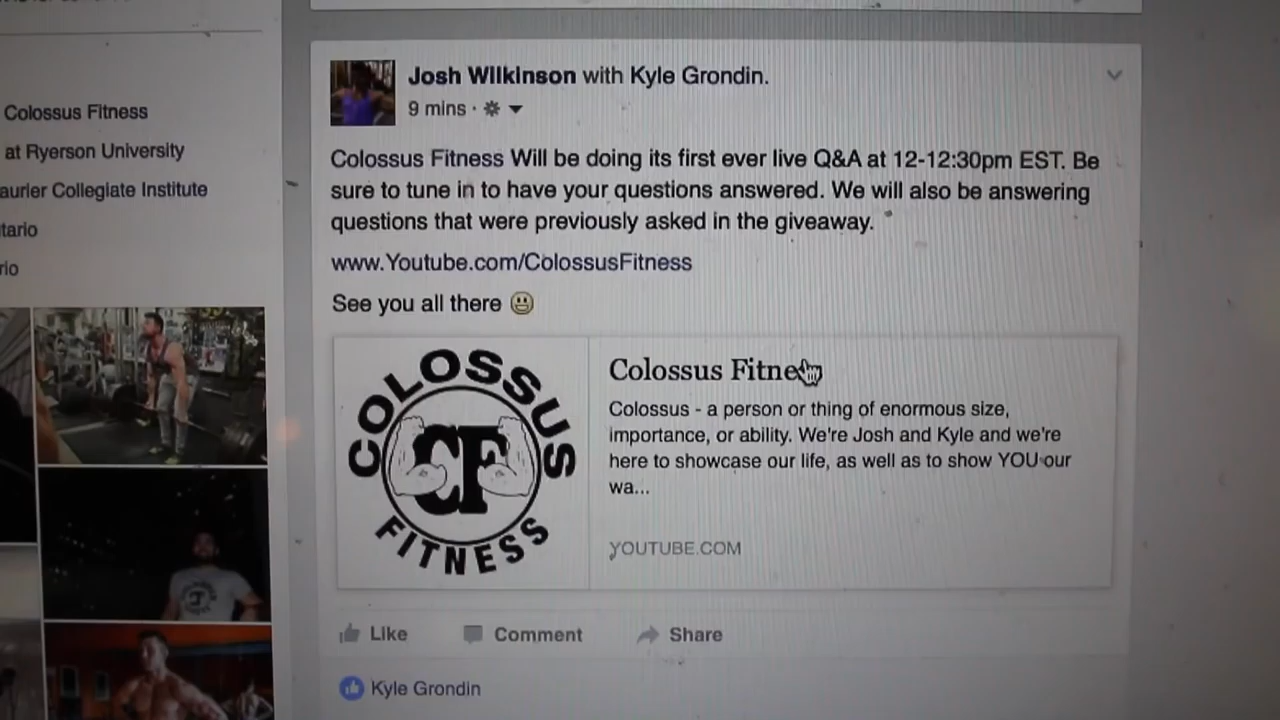 Colossus Fitness
at Ryerson University
aurier Collegiate Institute
tario
rio
Josh Wilkinson with Kyle Grondin.
9 mins ·
Colossus Fitness Will be doing its first ever live Q&A at 12-12:30pm EST. Be
sure to tune in to have your questions answered. We will also be answering
questions that were previously asked in the giveaway.
www.Youtube.com/ColossusFitness
See you all there 😃
COLOSSUS
CF
FITNESS
Colossus Fitne
Colossus - a person or thing of enormous size,
importance, or ability. We're Josh and Kyle and we're
here to showcase our life, as well as to show YOU our
wa...
YOUTUBE.COM
Like Comment Share
Kyle Grondin